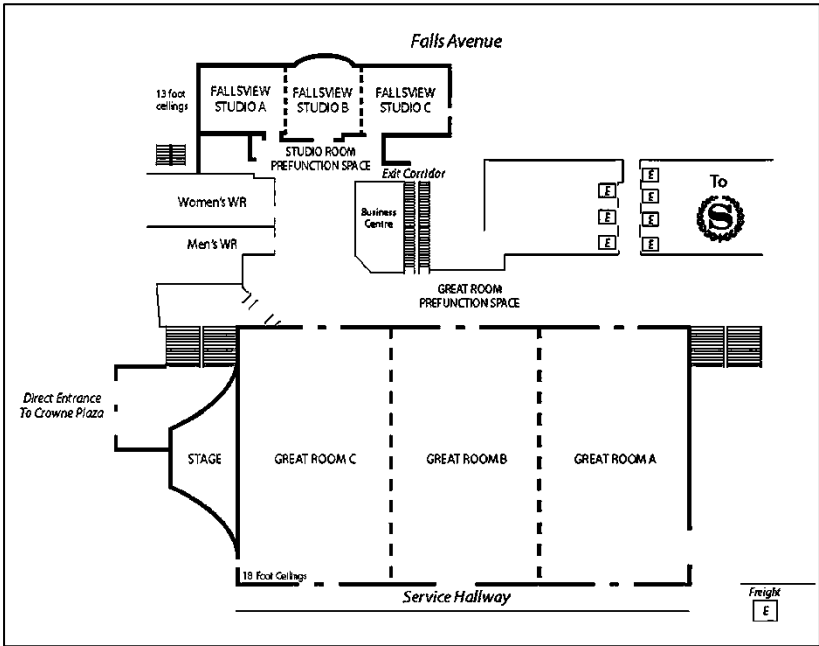 Falls Avenue
13 foot
ceilings
FALLSVIEW
STUDIO A
FALLSVIEW
STUDIO B
FALLSVIEW
STUDIO C
STUDIO ROOM
PREFUNCTION SPACE
Exit Corridor
Women's WR
Men's WR
Business
Centre
E
E
E
E
E
E
E
To
S
GREAT ROOM
PREFUNCTION SPACE
Direct Entrance
To Crowne Plaza
STAGE
GREAT ROOM C
GREAT ROOM B
GREAT ROOM A
18 Foot Ceilings
Service Hallway
Freight
E